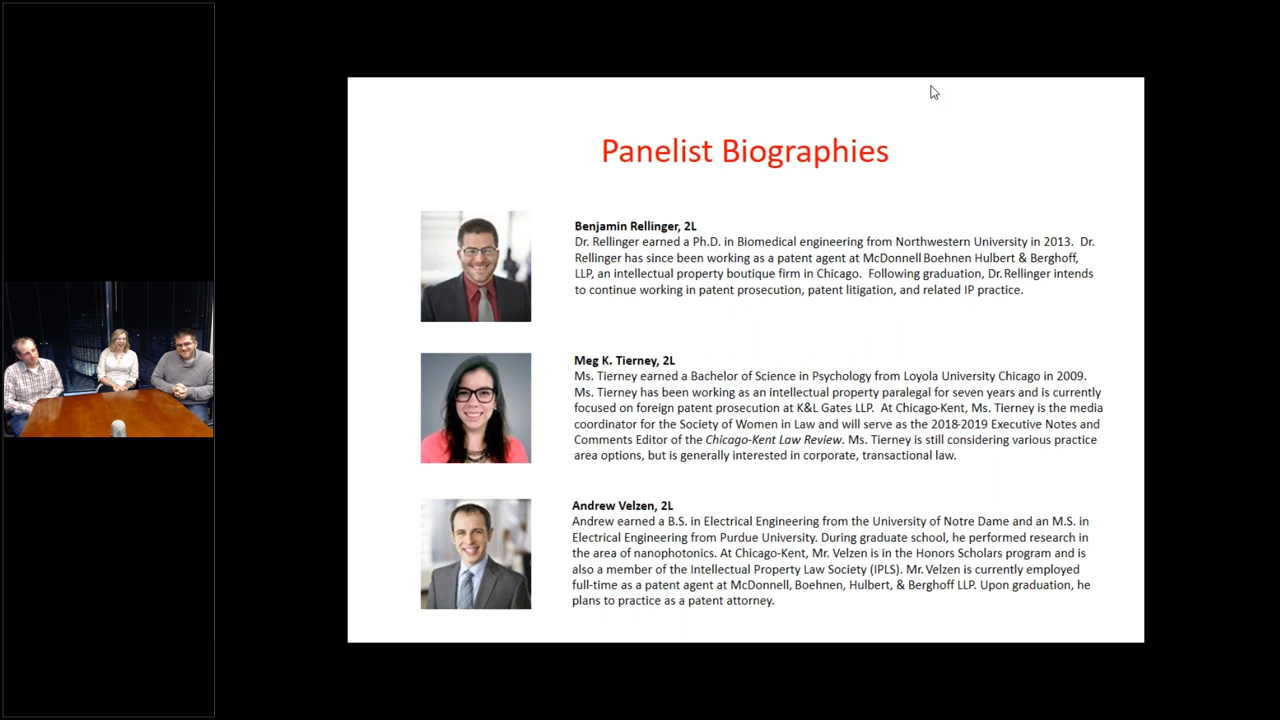 Panelist Biographies
Benjamin Rellinger, 2L
Dr. Rellinger earned a Ph.D. in Biomedical engineering from Northwestern University in 2013. Dr.
Rellinger has since been working as a patent agent at McDonnell Boehnen Hulbert & Berghoff,
LLP, an intellectual property boutique firm in Chicago. Following graduation, Dr. Rellinger intends
to continue working in patent prosecution, patent litigation, and related IP practice.
Meg K. Tierney, 2L
Ms. Tierney earned a Bachelor of Science in Psychology from Loyola University Chicago in 2009.
Ms. Tierney has been working as an intellectual property paralegal for seven years and is currently
focused on foreign patent prosecution at K&L Gates LLP. At Chicago-Kent, Ms. Tierney is the media
coordinator for the Society of Women in Law and will serve as the 2018-2019 Executive Notes and
Comments Editor of the Chicago-Kent Law Review. Ms. Tierney is still considering various practice
area options, but is generally interested in corporate, transactional law.
Andrew Velzen, 2L
Andrew earned a B.S. in Electrical Engineering from the University of Notre Dame and an M.S. in
Electrical Engineering from Purdue University. During graduate school, he performed research in
the area of nanophotonics. At Chicago-Kent, Mr. Velzen is in the Honors Scholars program and is
also a member of the Intellectual Property Law Society (IPLS). Mr. Velzen is currently employed
full-time as a patent agent at McDonnell, Boehnen, Hulbert, & Berghoff LLP. Upon graduation, he
plans to practice as a patent attorney.